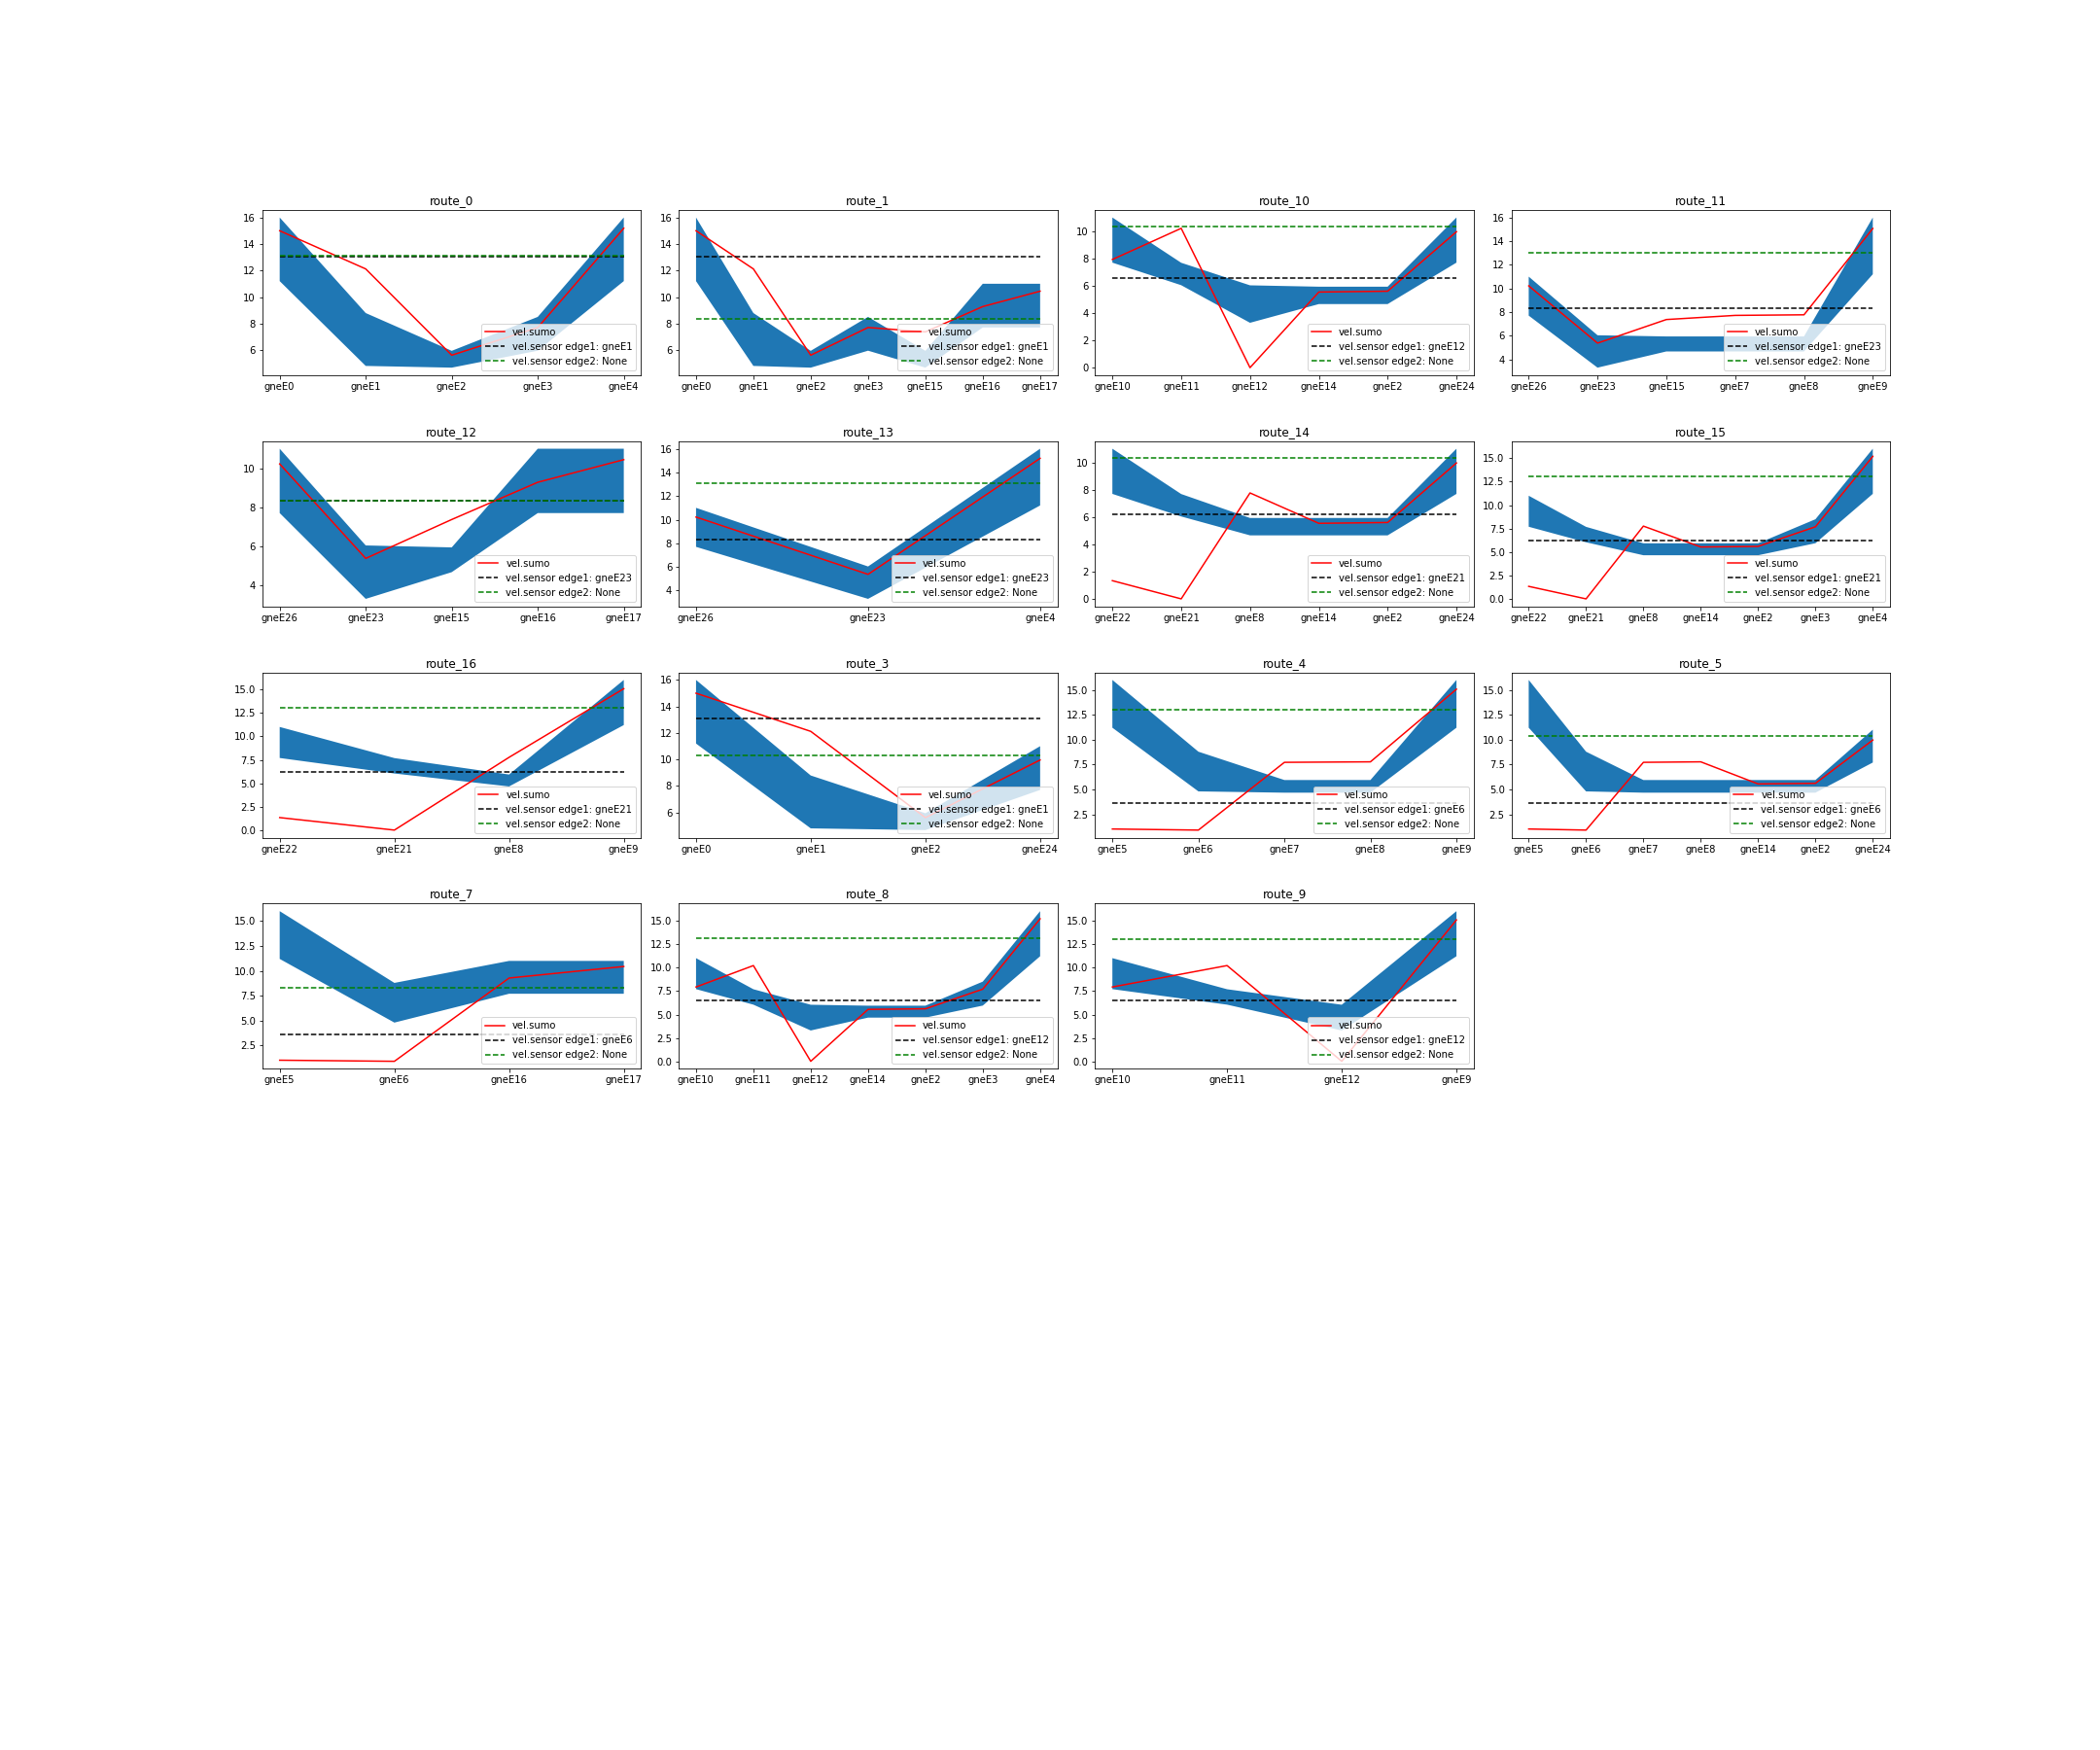 route_0
16
14
12
10
8
6
vel.sumo
vel.sensor edge1: gneE1
vel.sensor edge2: None
gneE0 gneE1 gneE2 gneE3 gneE4
route_1
16
14
12
10
8
6
vel.sumo
vel.sensor edge1: gneE1
vel.sensor edge2: None
gneE0 gneE1 gneE2 gneE3 gneE15 gneE16 gneE17
route_10
10
8
6
4
2
0
vel.sumo
vel.sensor edge1: gneE12
vel.sensor edge2: None
gneE10 gneE11 gneE12 gneE14 gneE2 gneE24
route_11
16
14
12
10
8
6
4
vel.sumo
vel.sensor edge1: gneE23
vel.sensor edge2: None
gneE26 gneE23 gneE15 gneE7 gneE8 gneE9
route_12
10
8
6
4
vel.sumo
vel.sensor edge1: gneE23
vel.sensor edge2: None
gneE26 gneE23 gneE15 gneE16 gneE17
route_13
16
14
12
10
8
6
4
vel.sumo
vel.sensor edge1: gneE23
vel.sensor edge2: None
gneE26 gneE23 gneE4
route_14
10
8
6
4
2
0
vel.sumo
vel.sensor edge1: gneE21
vel.sensor edge2: None
gneE22 gneE21 gneE8 gneE14 gneE2 gneE24
route_15
15.0
12.5
10.0
7.5
5.0
2.5
0.0
vel.sumo
vel.sensor edge1: gneE21
vel.sensor edge2: None
gneE22 gneE21 gneE8 gneE14 gneE2 gneE3 gneE4
route_16
15.0
12.5
10.0
7.5
5.0
2.5
0.0
vel.sumo
vel.sensor edge1: gneE21
vel.sensor edge2: None
gneE22 gneE21 gneE8 gneE9
route_3
16
14
12
10
8
6
vel.sumo
vel.sensor edge1: gneE1
vel.sensor edge2: None
gneE0 gneE1 gneE2 gneE24
route_4
15.0
12.5
10.0
7.5
5.0
2.5
vel.sumo
vel.sensor edge1: gneE6
vel.sensor edge2: None
gneE5 gneE6 gneE7 gneE8 gneE9
route_5
15.0
12.5
10.0
7.5
5.0
2.5
vel.sumo
vel.sensor edge1: gneE6
vel.sensor edge2: None
gneE5 gneE6 gneE7 gneE8 gneE14 gneE2 gneE24
route_7
15.0
12.5
10.0
7.5
5.0
2.5
vel.sumo
vel.sensor edge1: gneE6
vel.sensor edge2: None
gneE5 gneE6 gneE16 gneE17
route_8
15.0
12.5
10.0
7.5
5.0
2.5
0.0
vel.sumo
vel.sensor edge1: gneE12
vel.sensor edge2: None
gneE10 gneE11 gneE12 gneE14 gneE2 gneE3 gneE4
route_9
15.0
12.5
10.0
7.5
5.0
2.5
0.0
vel.sumo
vel.sensor edge1: gneE12
vel.sensor edge2: None
gneE10 gneE11 gneE12 gneE9